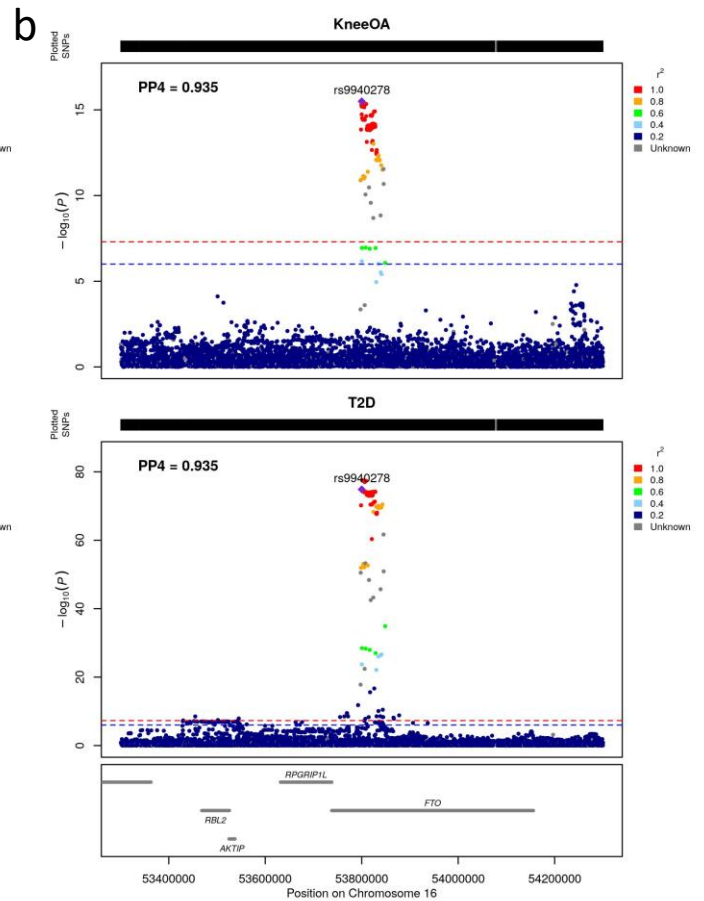 b
KneeOA
Plotted
SNPs
PP4 = 0.935
rs9940278
r²
1.0
0.8
0.6
0.4
0.2
Unknown
wn
15
10
5
0
−log₁₀(P)
T2D
Plotted
SNPs
PP4 = 0.935
rs9940278
r²
1.0
0.8
0.6
0.4
0.2
Unknown
wn
80
60
40
20
0
−log₁₀(P)
RPGRIP1L
FTO
RBL2
AKTIP
53400000 53600000 53800000 54000000 54200000
Position on Chromosome 16